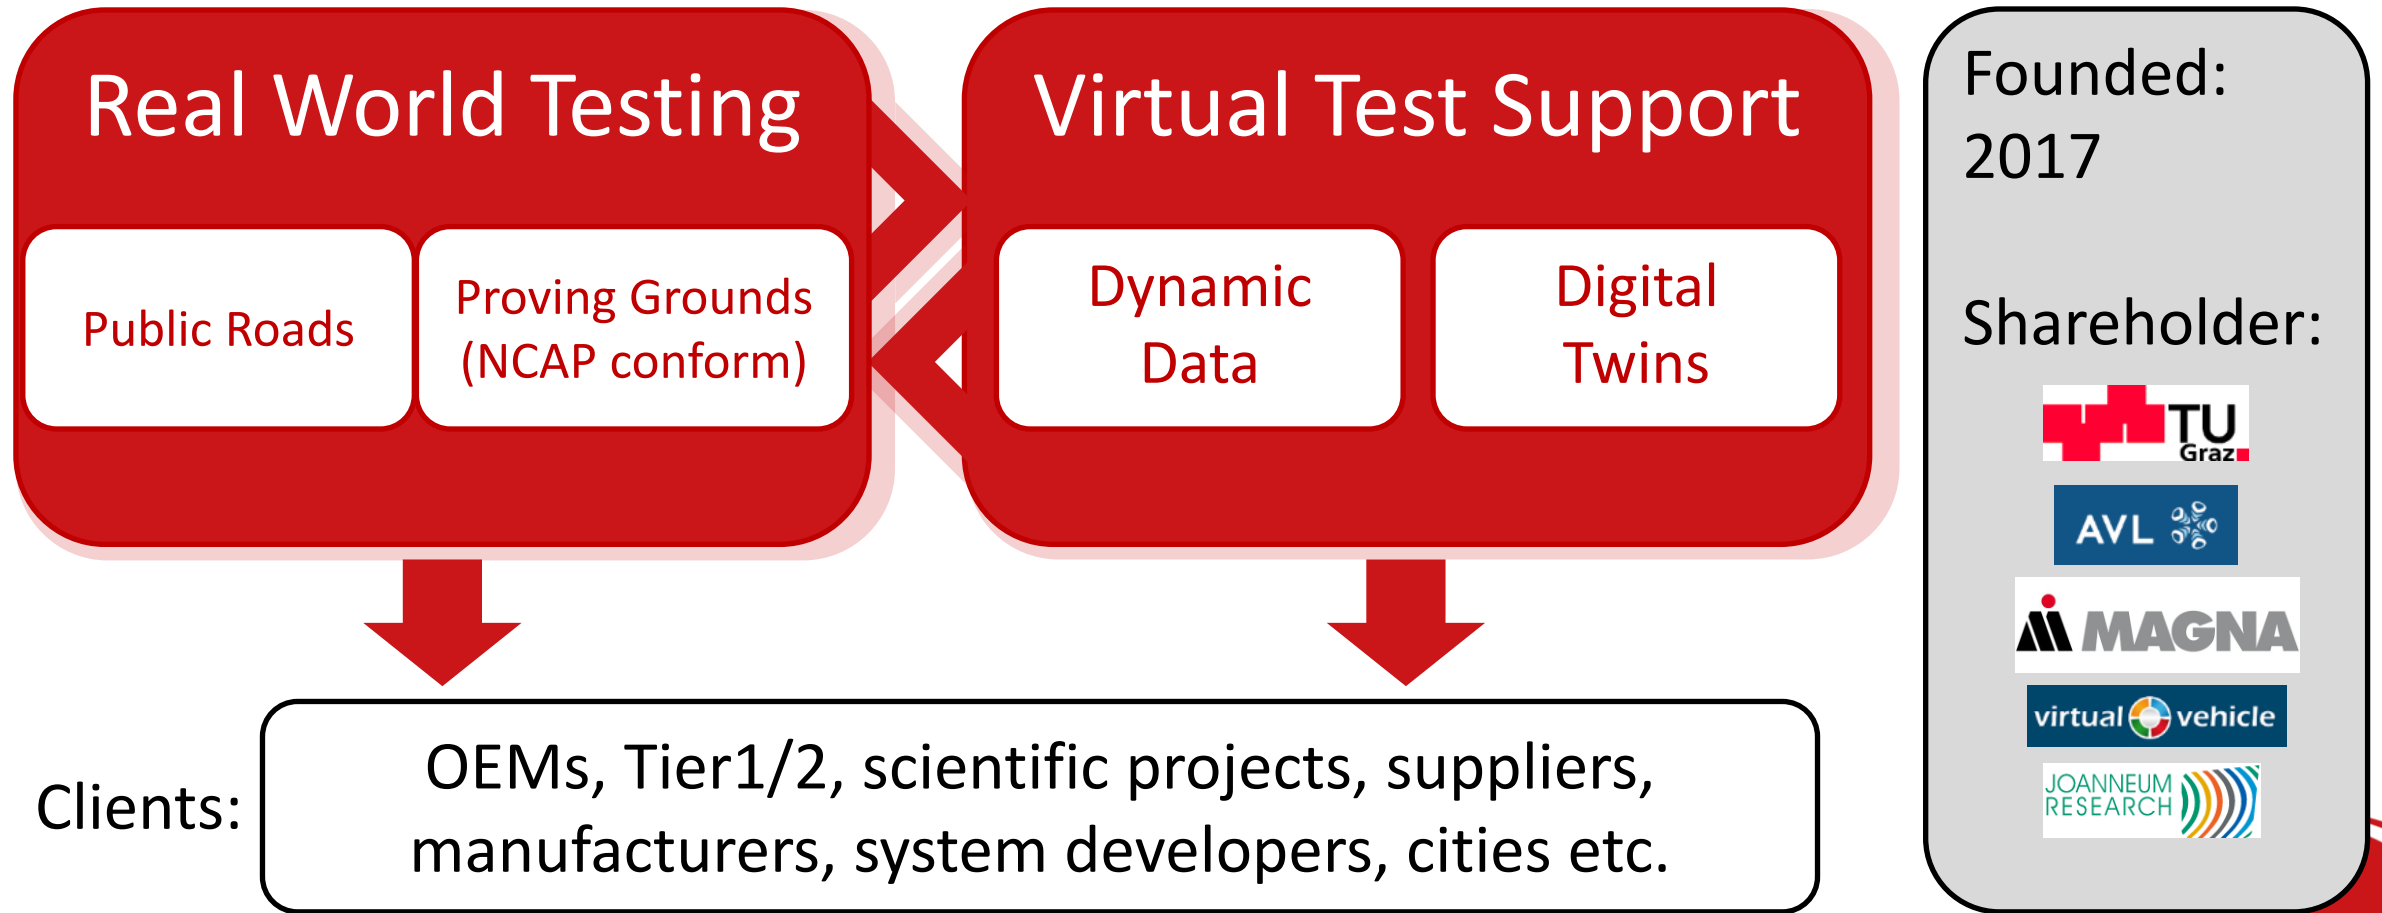 Real World Testing
Public Roads
Proving Grounds
(NCAP conform)
Virtual Test Support
Dynamic
Data
Digital
Twins
Clients:
OEMs, Tier1/2, scientific projects, suppliers,
manufacturers, system developers, cities etc.
Founded:
2017
Shareholder:
TU
Graz
AVL
MAGNA
virtual vehicle
JOANNEUM
RESEARCH